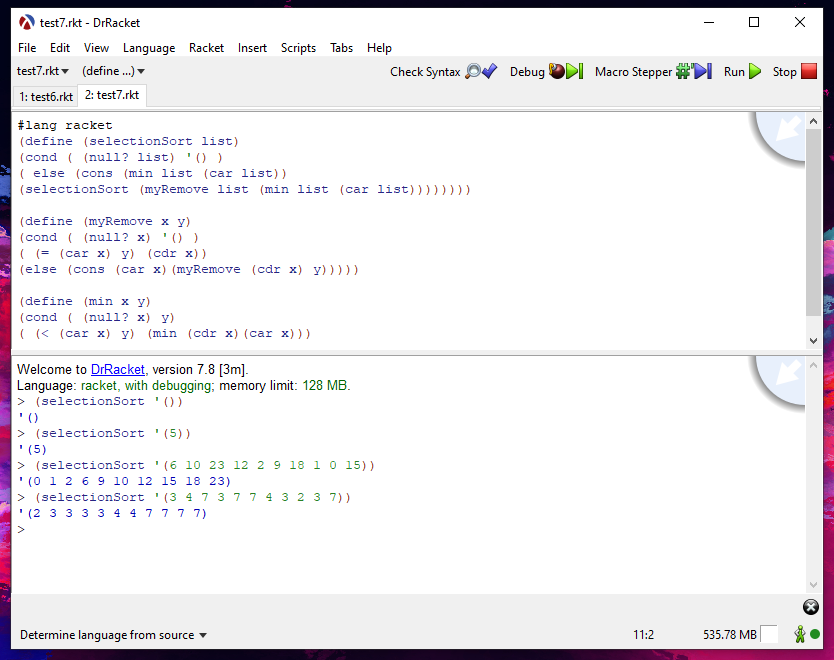 test7.rkt - DrRacket
File Edit View Language Racket Insert Scripts Tabs Help
test7.rkt▾ (define ...)▾ Check Syntax Debug Macro Stepper #' Run Stop
1: test6.rkt 2: test7.rkt
#lang racket
(define (selectionSort list)
(cond ( (null? list) '() )
( else (cons (min list (car list))
(selectionSort (myRemove list (min list (car list))))))))
(define (myRemove x y)
(cond ( (null? x) '() )
( (= (car x) y) (cdr x))
(else (cons (car x)(myRemove (cdr x) y)))))
(define (min x y)
(cond ( (null? x) y)
( (< (car x) y) (min (cdr x)(car x)))
Welcome to DrRacket, version 7.8 [3m].
Language: racket, with debugging; memory limit: 128 MB.
> (selectionSort '())
'()
> (selectionSort '(5))
'(5)
> (selectionSort '(6 10 23 12 2 9 18 1 0 15))
'(0 1 2 6 9 10 12 15 18 23)
> (selectionSort '(3 4 7 3 7 7 4 3 2 3 7))
'(2 3 3 3 3 4 4 7 7 7 7)
>
Determine language from source ▾ 11:2 535.78 MB